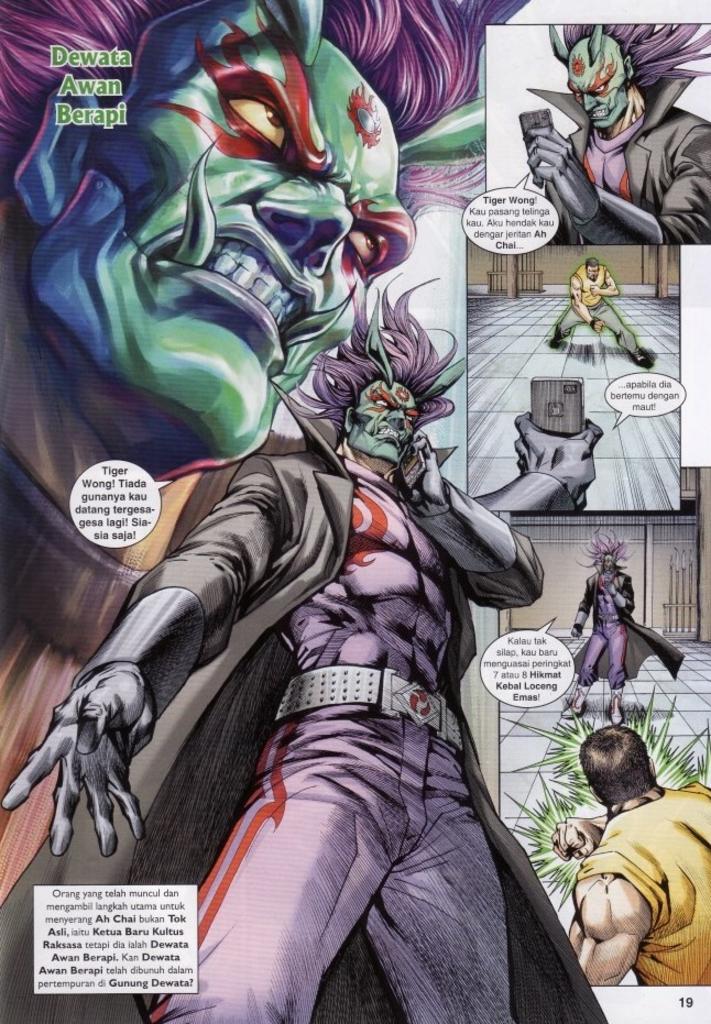 Dewata
Awan
Berapi
Tiger Wong!
Kau pasang telinga
kau. Aku hendak kau
dengar jeritan Ah
Chai...
...apabila dia
bertemu dengan
maut!
Tiger
Wong! Tiada
gunanya kau
datang tergesa-
gesa lagi! Sia-
sia saja!
Kalau tak
silap, kau baru
menguasai peringkat
7 atau 8 Hikmat
Kebal Loceng
Emas!
Orang yang telah muncul dan
mengambil langkah utama untuk
menyerang Ah Chai bukan Tok
Asli, iaitu Ketua Baru Kultus
Raksasa tetapi dia ialah Dewata
Awan Berapi. Kan Dewata
Awan Berapi telah dibunuh dalam
pertempuran di Gunung Dewata?
19